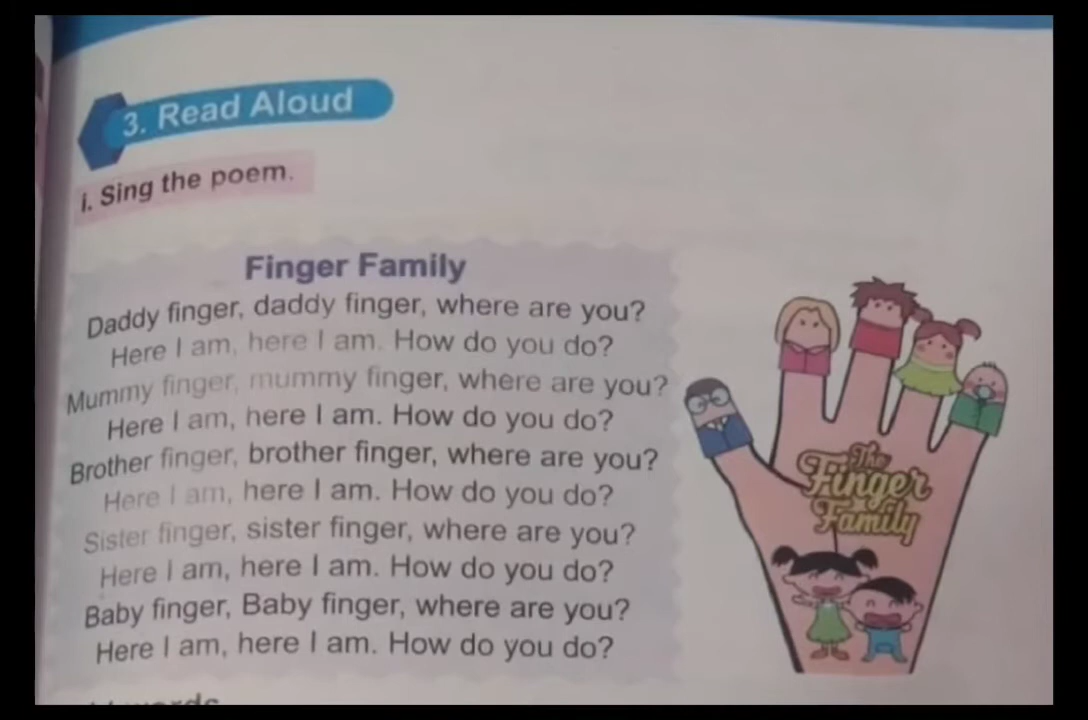 3. Read Aloud
i. Sing the poem.
Finger Family
Daddy finger, daddy finger, where are you?
Here I am, here I am. How do you do?
Mummy finger, mummy finger, where are you?
Here I am, here I am. How do you do?
Brother finger, brother finger, where are you?
Here I am, here I am. How do you do?
Sister finger, sister finger, where are you?
Here I am, here I am. How do you do?
Baby finger, Baby finger, where are you?
Here I am, here I am. How do you do?
The
Finger
Family